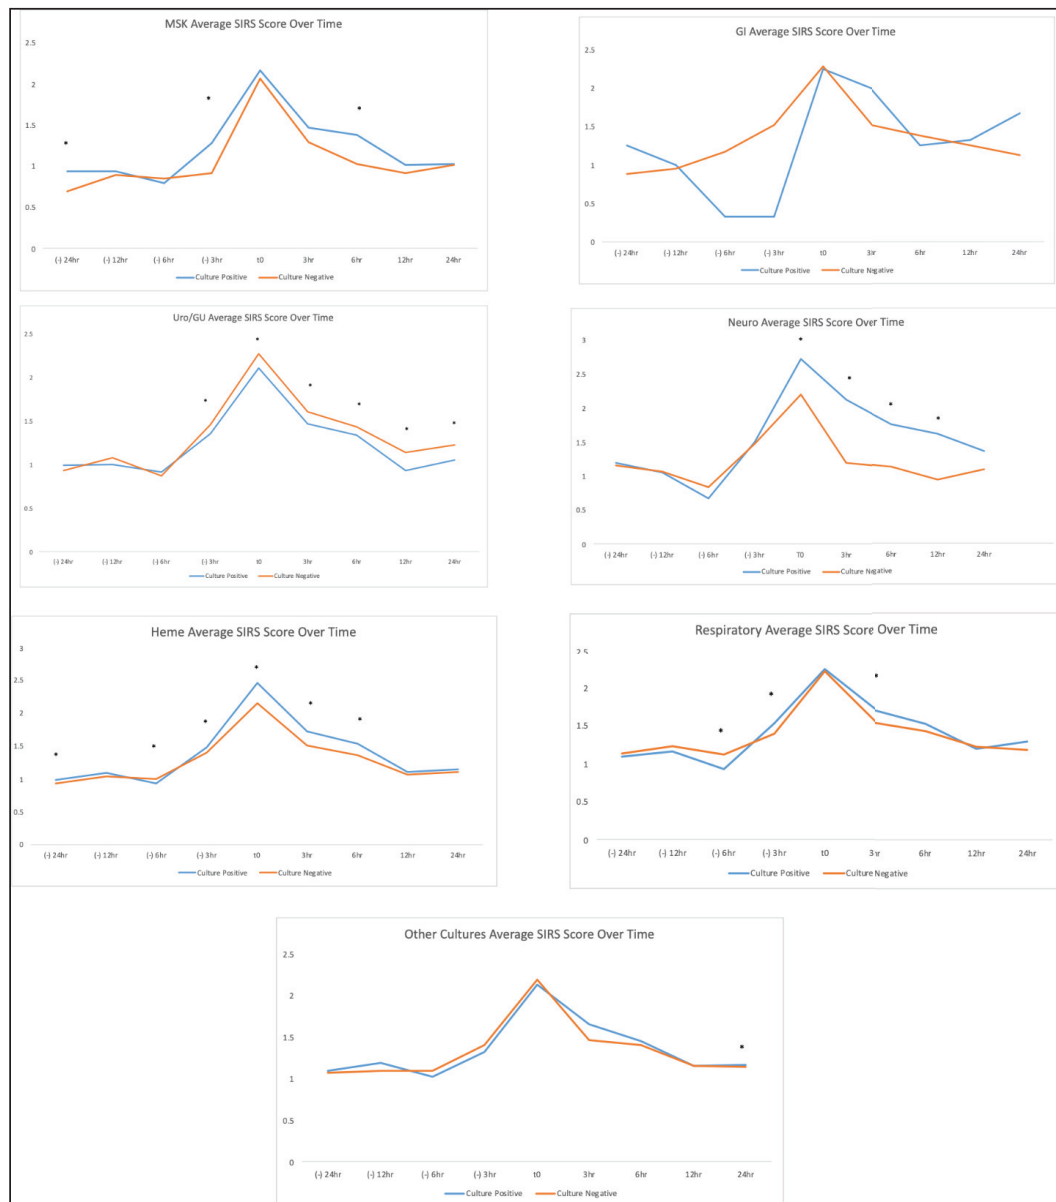 MSK Average SIRS Score Over Time
2.5
2
1.5
1
0.5
0
(-) 24hr (-) 12hr (-) 6hr (-) 3hr t0 3hr 6hr 12hr 24hr
Culture Positive Culture Negative
GI Average SIRS Score Over Time
2.5
2
1.5
1
0.5
0
(-) 24hr (-) 12hr (-) 6hr (-) 3hr t0 3hr 6hr 12hr 24hr
Culture Positive Culture Negative
Uro/GU Average SIRS Score Over Time
2.5
2
1.5
1
0.5
0
(-) 24hr (-) 12hr (-) 6hr (-) 3hr t0 3hr 6hr 12hr 24hr
Culture Positive Culture Negative
Neuro Average SIRS Score Over Time
3
2.5
2
1.5
1
0.5
0
(-) 24hr (-) 12hr (-) 6hr (-) 3hr T0 3hr 6hr 12hr 24hr
Culture Positive Culture Negative
Heme Average SIRS Score Over Time
3
2.5
2
1.5
1
0.5
0
(-) 24hr (-) 12hr (-) 6hr (-) 3hr t0 3hr 6hr 12hr 24hr
Culture Positive Culture Negative
Respiratory Average SIRS Score Over Time
2.5
2
1.5
1
0.5
0
(-) 24hr (-) 12hr (-) 6hr (-) 3hr t0 3hr 6hr 12hr 24hr
Culture Positive Culture Negative
Other Cultures Average SIRS Score Over Time
2.5
2
1.5
1
0.5
0
(-) 24hr (-) 12hr (-) 6hr (-) 3hr t0 3hr 6hr 12hr 24hr
Culture Positive Culture Negative